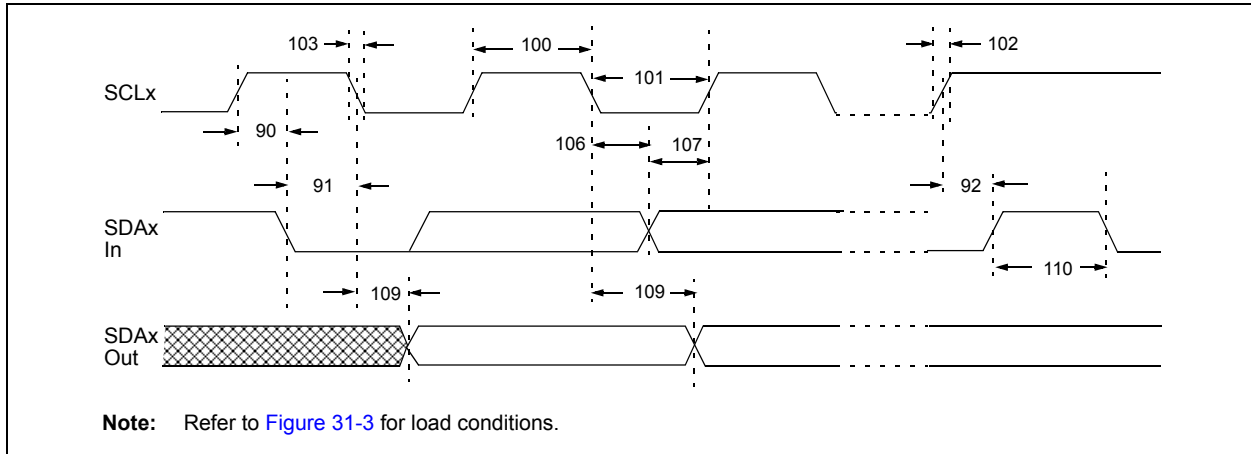 103
100
102
101
SCLx
90
106
107
91
92
SDAx
In
110
109
109
SDAx
Out
Note: Refer to Figure 31-3 for load conditions.